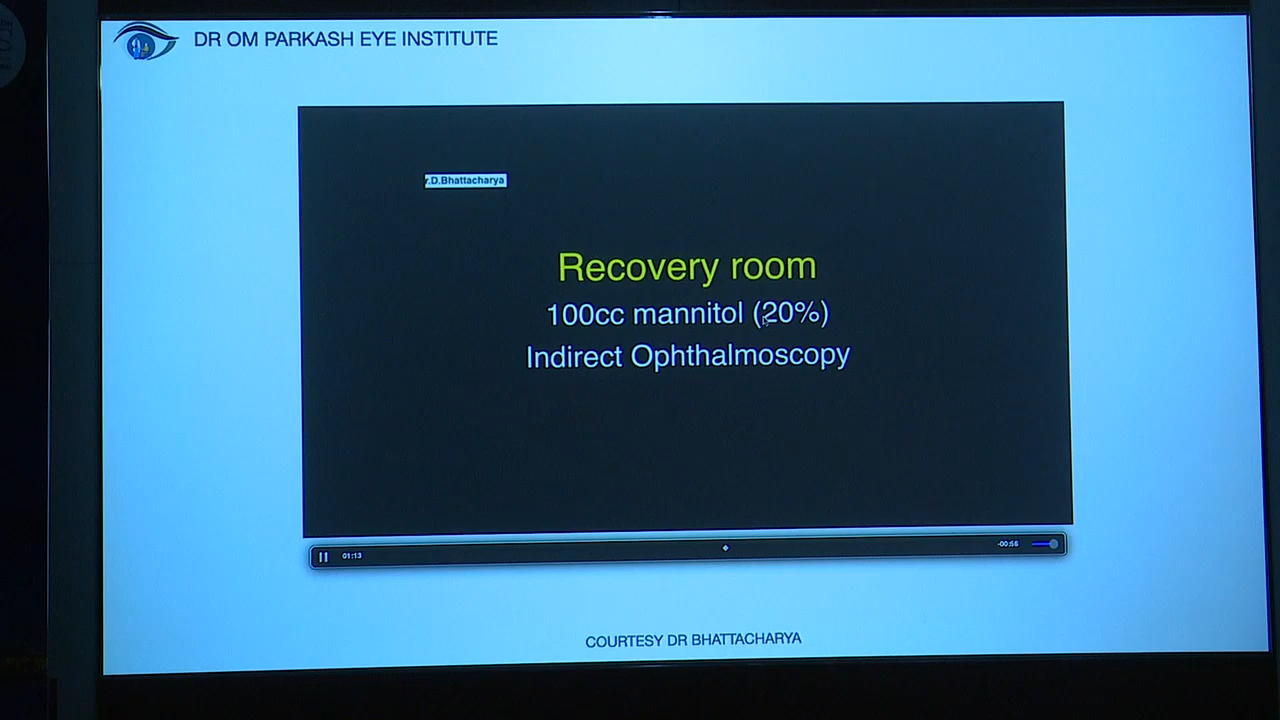 DR OM PARKASH EYE INSTITUTE
r.D.Bhattacharya
Recovery room
100cc mannitol (20%)
Indirect Ophthalmoscopy
01:13
-00:56
COURTESY DR BHATTACHARYA